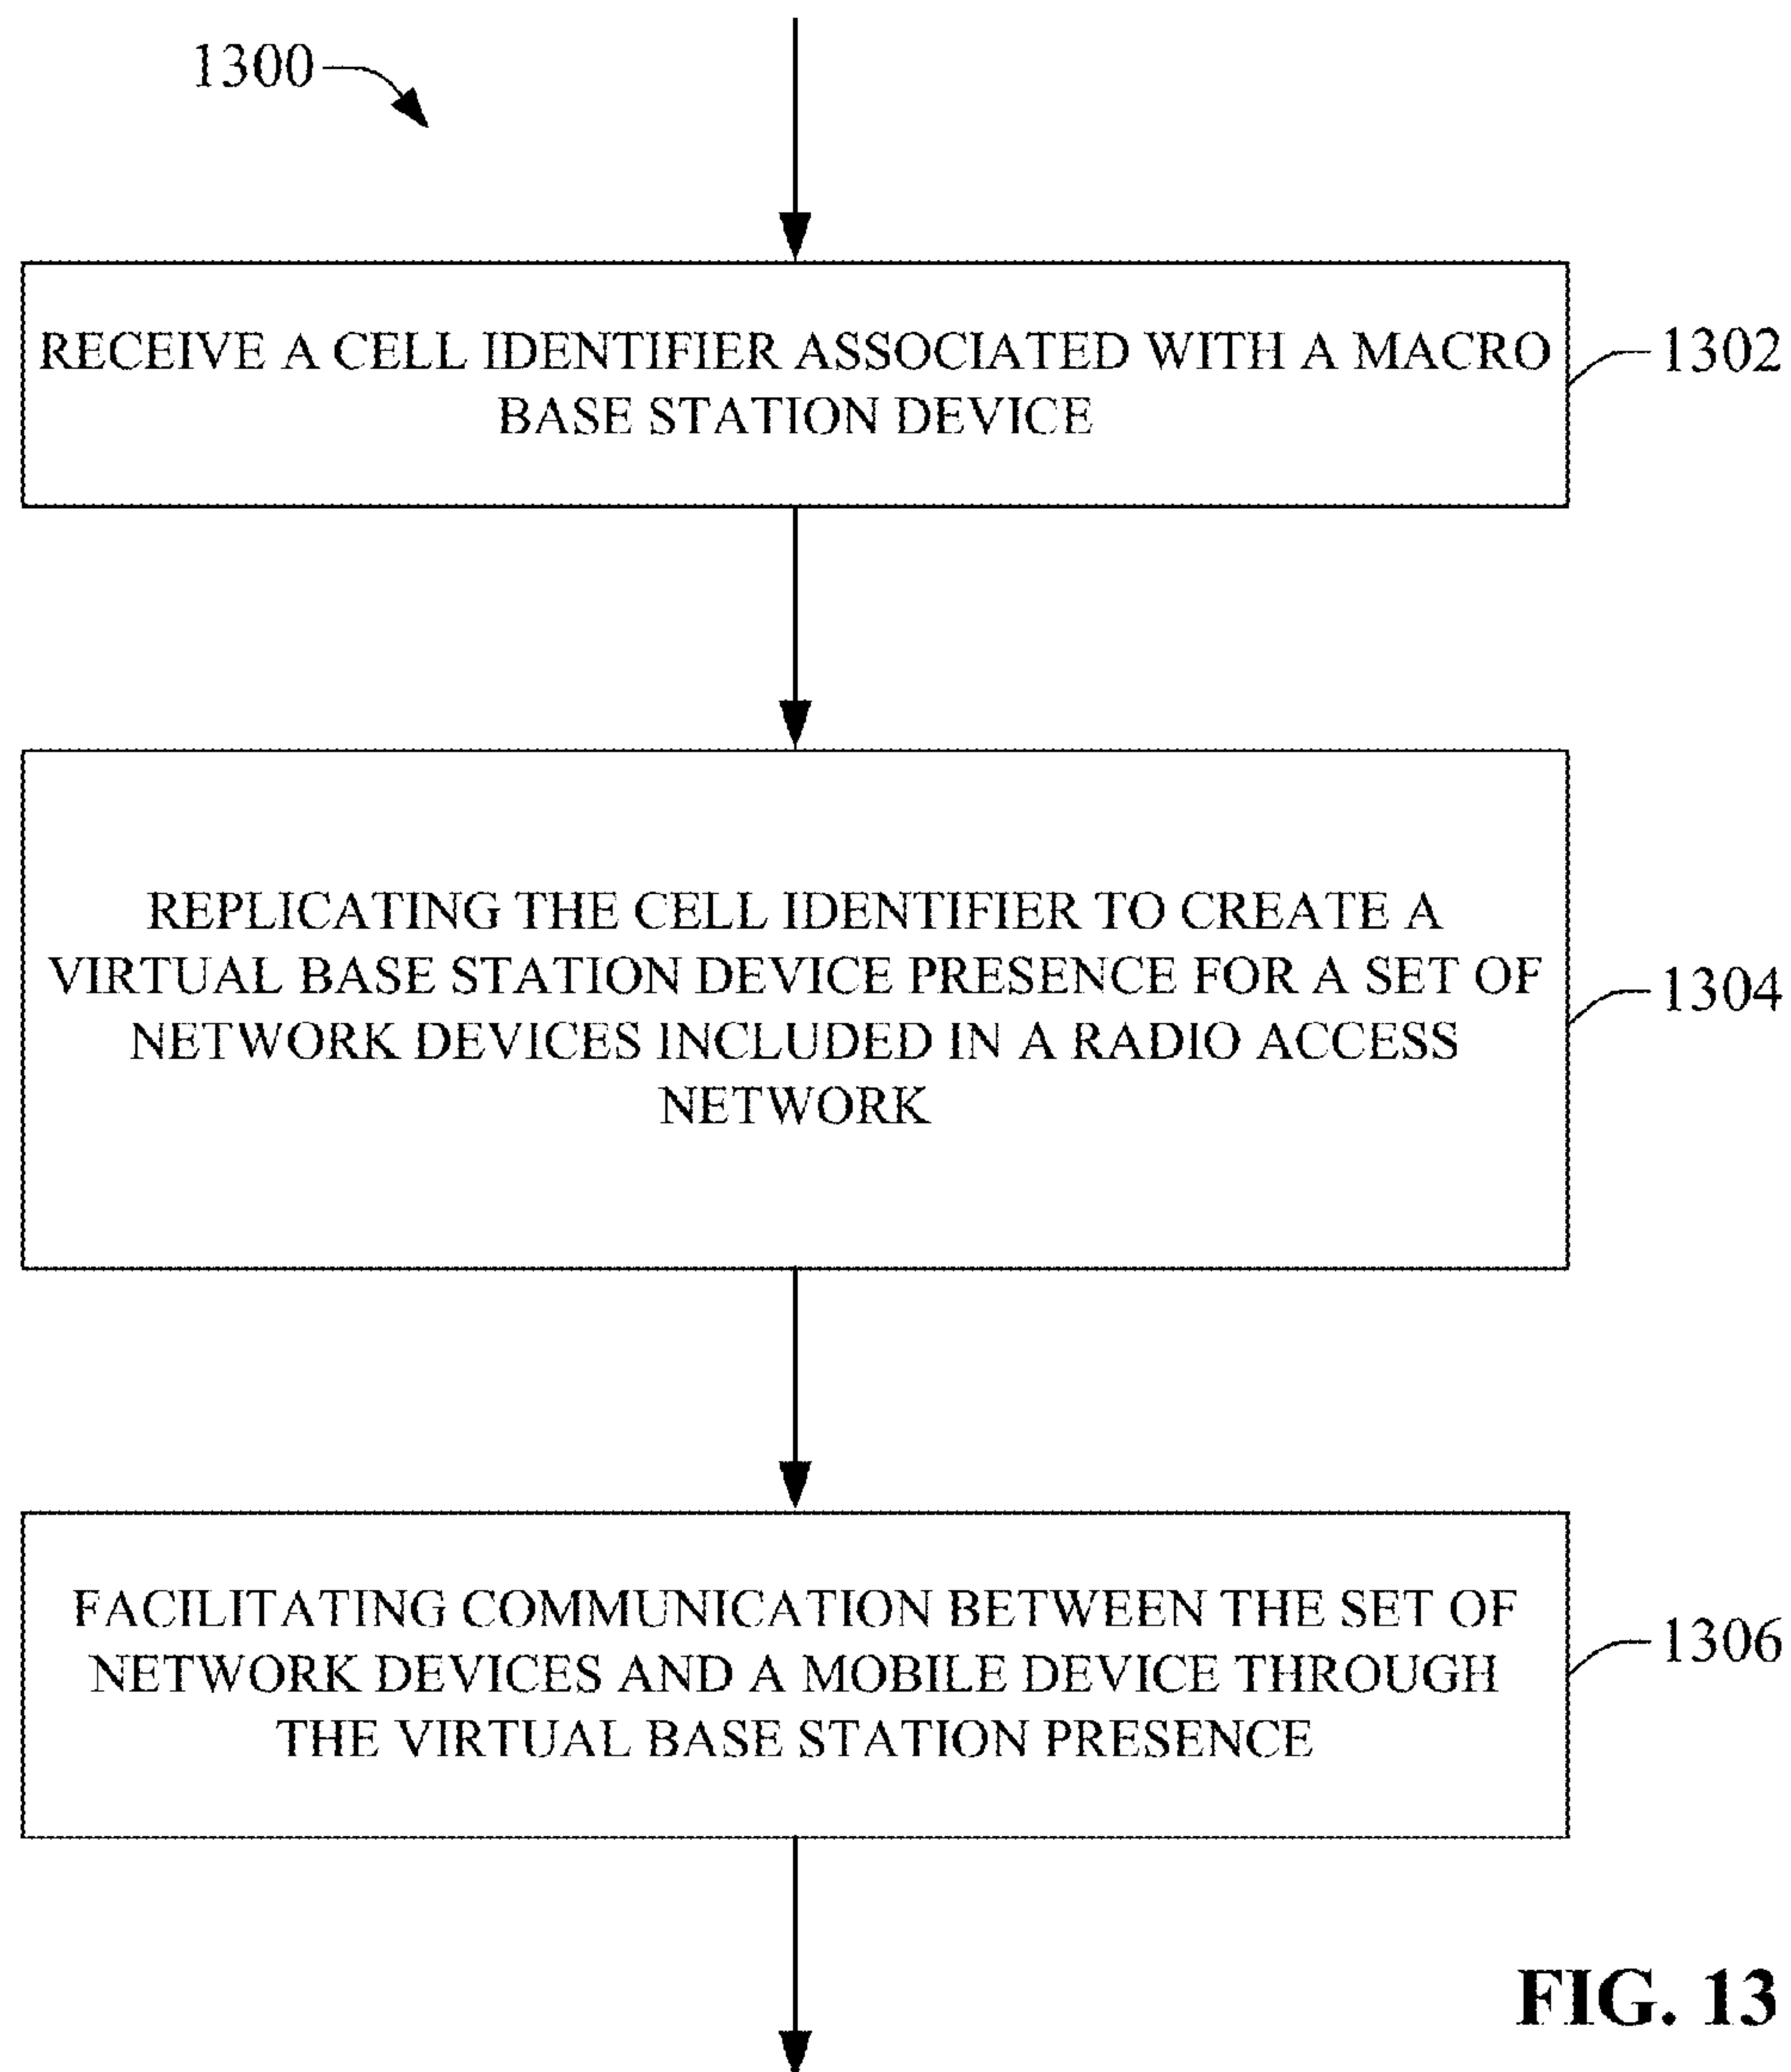 1300
RECEIVE A CELL IDENTIFIER ASSOCIATED WITH A MACRO
BASE STATION DEVICE
1302
REPLICATING THE CELL IDENTIFIER TO CREATE A
VIRTUAL BASE STATION DEVICE PRESENCE FOR A SET OF
NETWORK DEVICES INCLUDED IN A RADIO ACCESS
NETWORK
1304
FACILITATING COMMUNICATION BETWEEN THE SET OF
NETWORK DEVICES AND A MOBILE DEVICE THROUGH
THE VIRTUAL BASE STATION PRESENCE
1306
FIG. 13